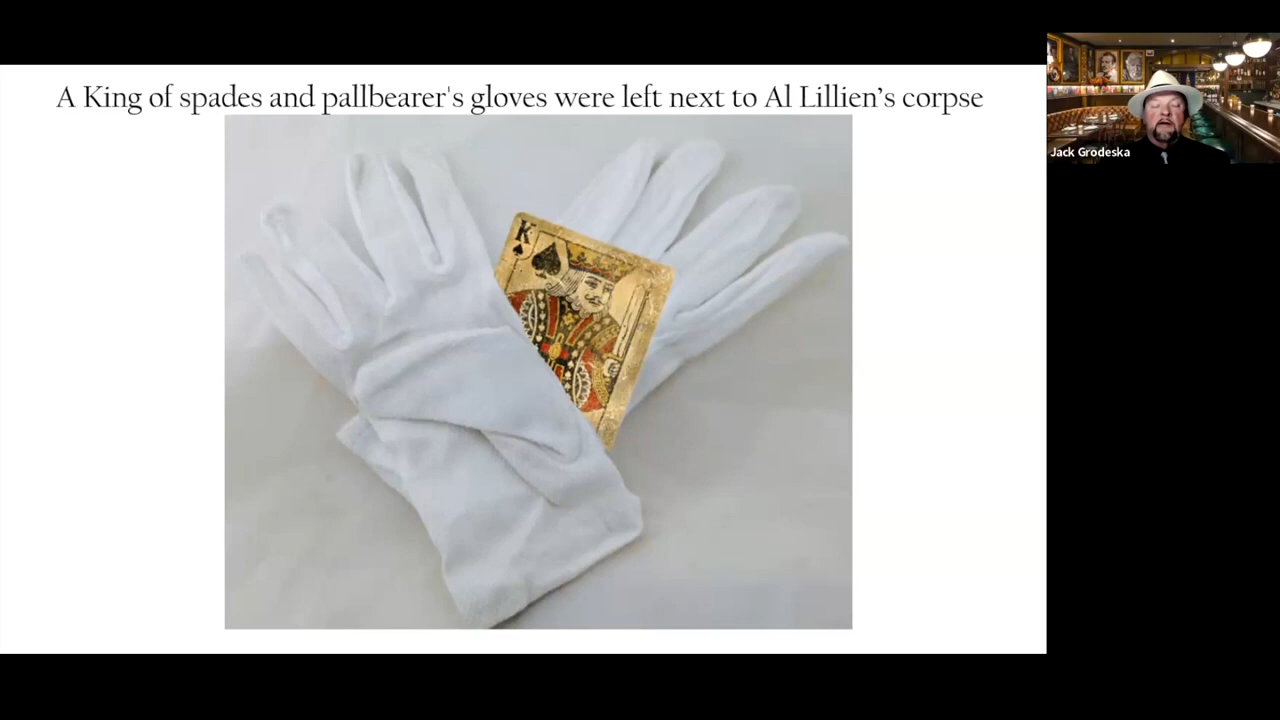 A King of spades and pallbearer's gloves were left next to Al Lillien’s corpse
K
Jack Grodeska